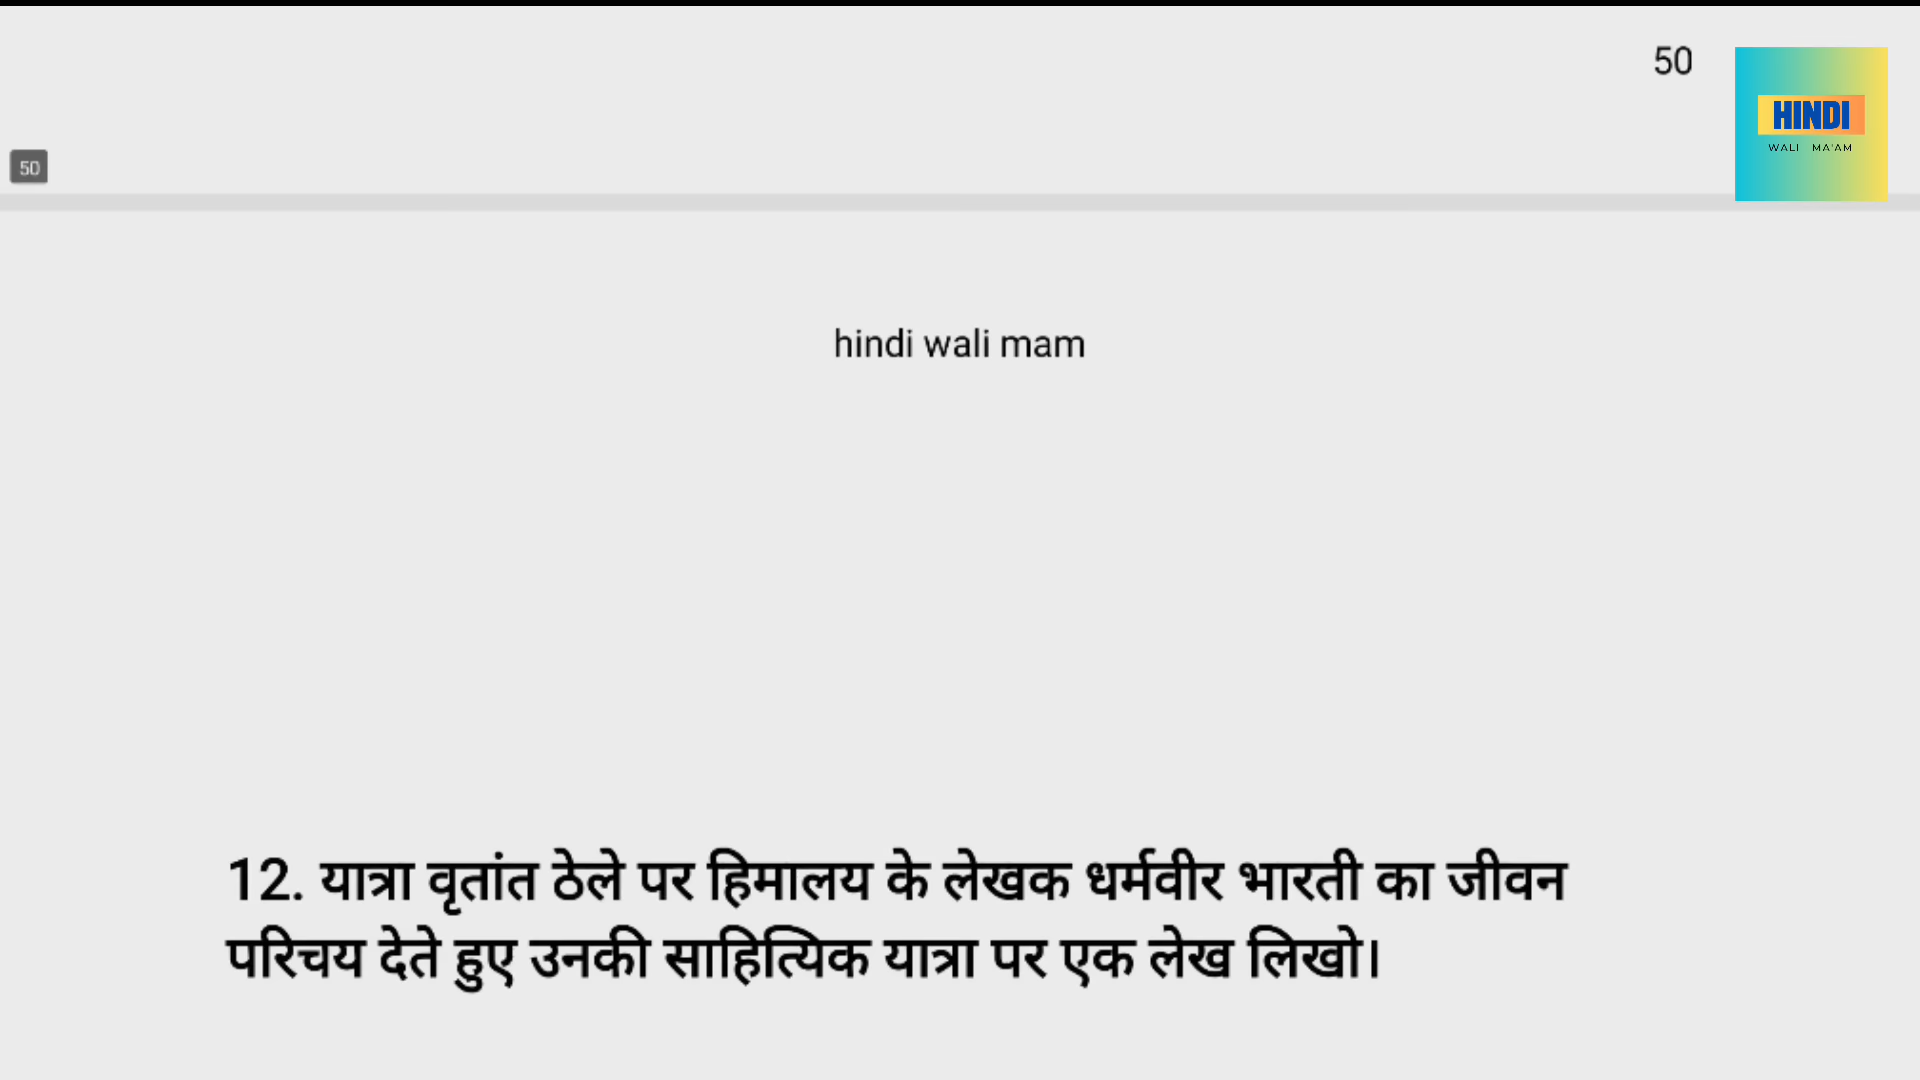 50
HINDI
WALI MA'AM
50
hindi wali mam
12. यात्रा वृतांत ठेले पर हिमालय के लेखक धर्मवीर भारती का जीवन
परिचय देते हुए उनकी साहित्यिक यात्रा पर एक लेख लिखो।